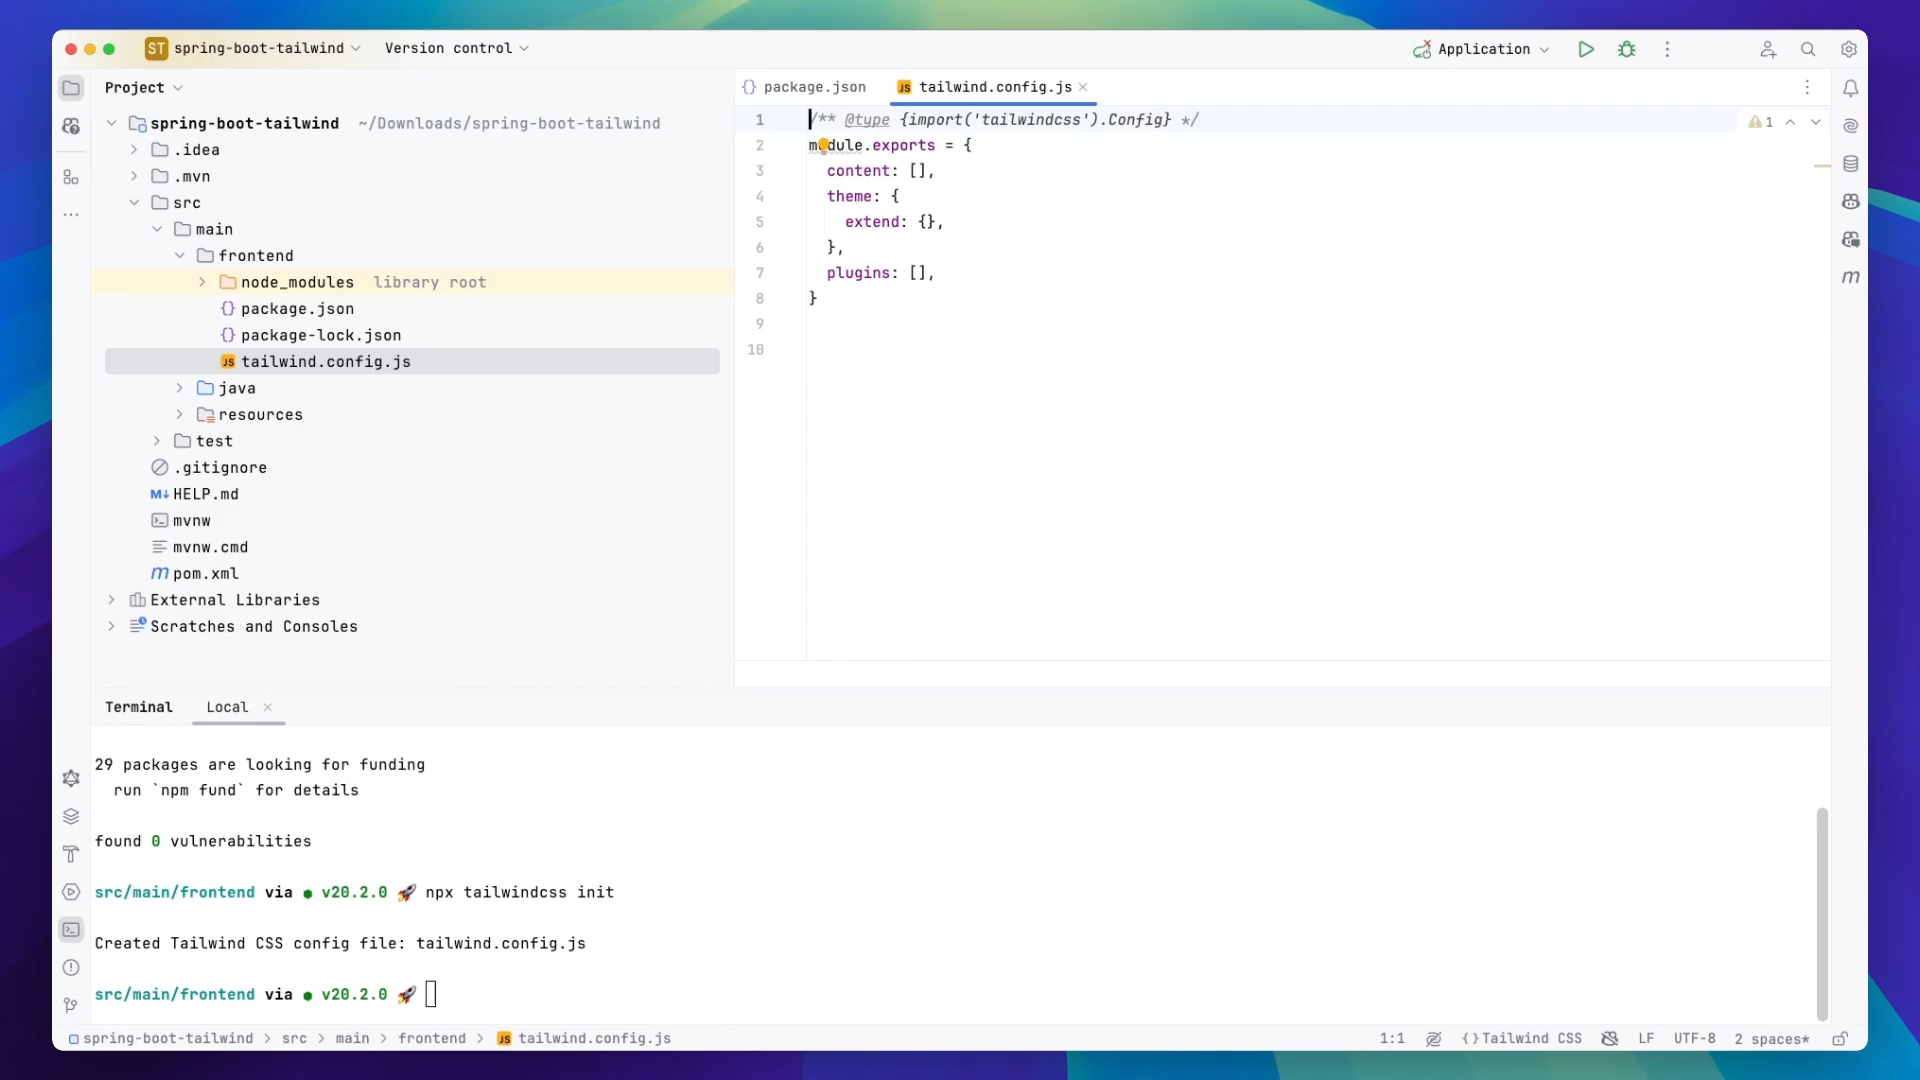 ST spring-boot-tailwind Version control Application
Project
spring-boot-tailwind ~/Downloads/spring-boot-tailwind
.idea
.mvn
src
main
frontend
node_modules library root
package.json
package-lock.json
JS tailwind.config.js
java
resources
test
.gitignore
M↓ HELP.md
mvnw
mvnw.cmd
m pom.xml
External Libraries
Scratches and Consoles
{} package.json JS tailwind.config.js
1 /** @type {import('tailwindcss').Config} */
2 module.exports = {
3   content: [],
4   theme: {
5     extend: {},
6   },
7   plugins: [],
8 }
9
10
1
m
Terminal Local
29 packages are looking for funding
  run `npm fund` for details
found 0 vulnerabilities
src/main/frontend via ● v20.2.0 🚀 npx tailwindcss init
Created Tailwind CSS config file: tailwind.config.js
src/main/frontend via ● v20.2.0 🚀
spring-boot-tailwind > src > main > frontend > JS tailwind.config.js 1:1 {} Tailwind CSS LF UTF-8 2 spaces*